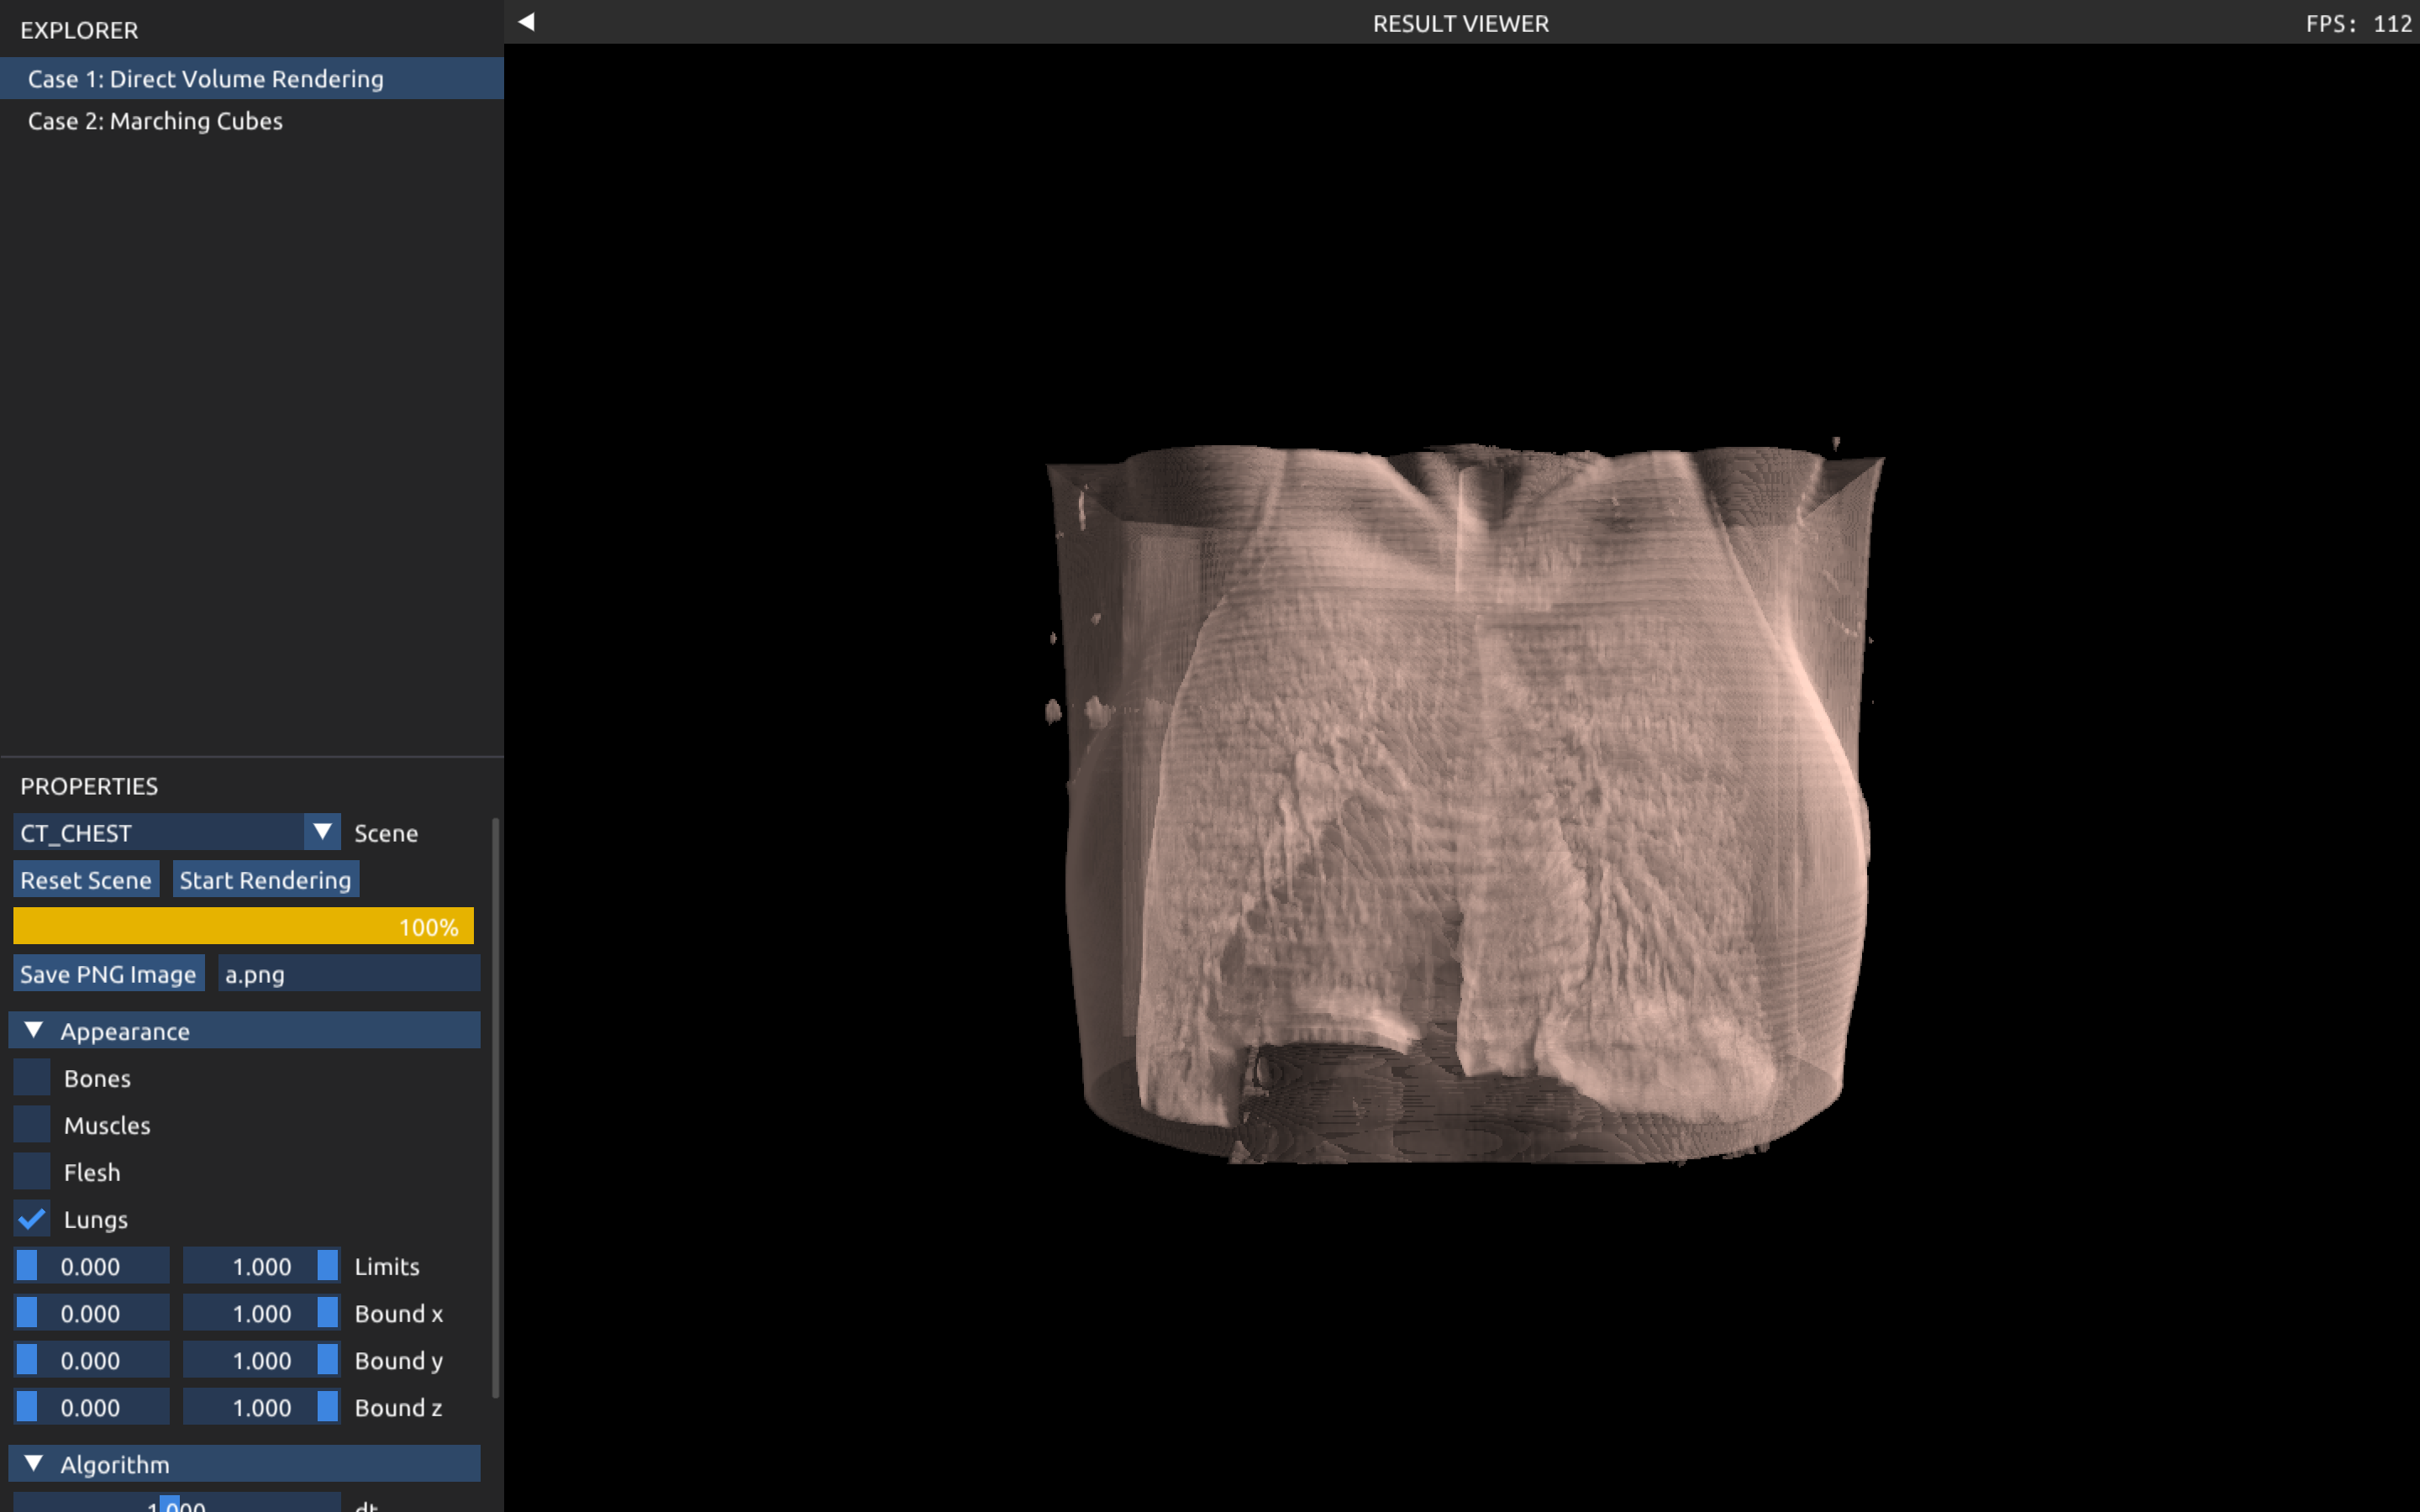 EXPLORER
Case 1: Direct Volume Rendering
Case 2: Marching Cubes
PROPERTIES
CT_CHEST Scene
Reset Scene Start Rendering
100%
Save PNG Image a.png
Appearance
Bones
Muscles
Flesh
Lungs
0.000 1.000 Limits
0.000 1.000 Bound x
0.000 1.000 Bound y
0.000 1.000 Bound z
Algorithm
1.000 dt
RESULT VIEWER
FPS: 112